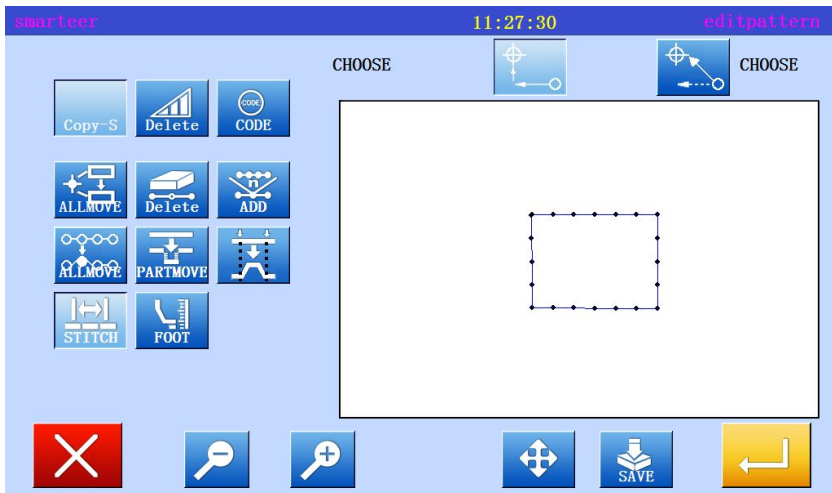 smarteer 11:27:30 editpattern
CHOOSE CHOOSE
Copy-S Delete CODE CODE
ALLMOVE Delete n ADD
ALLMOVE PARTMOVE
STITCH FOOT
SAVE